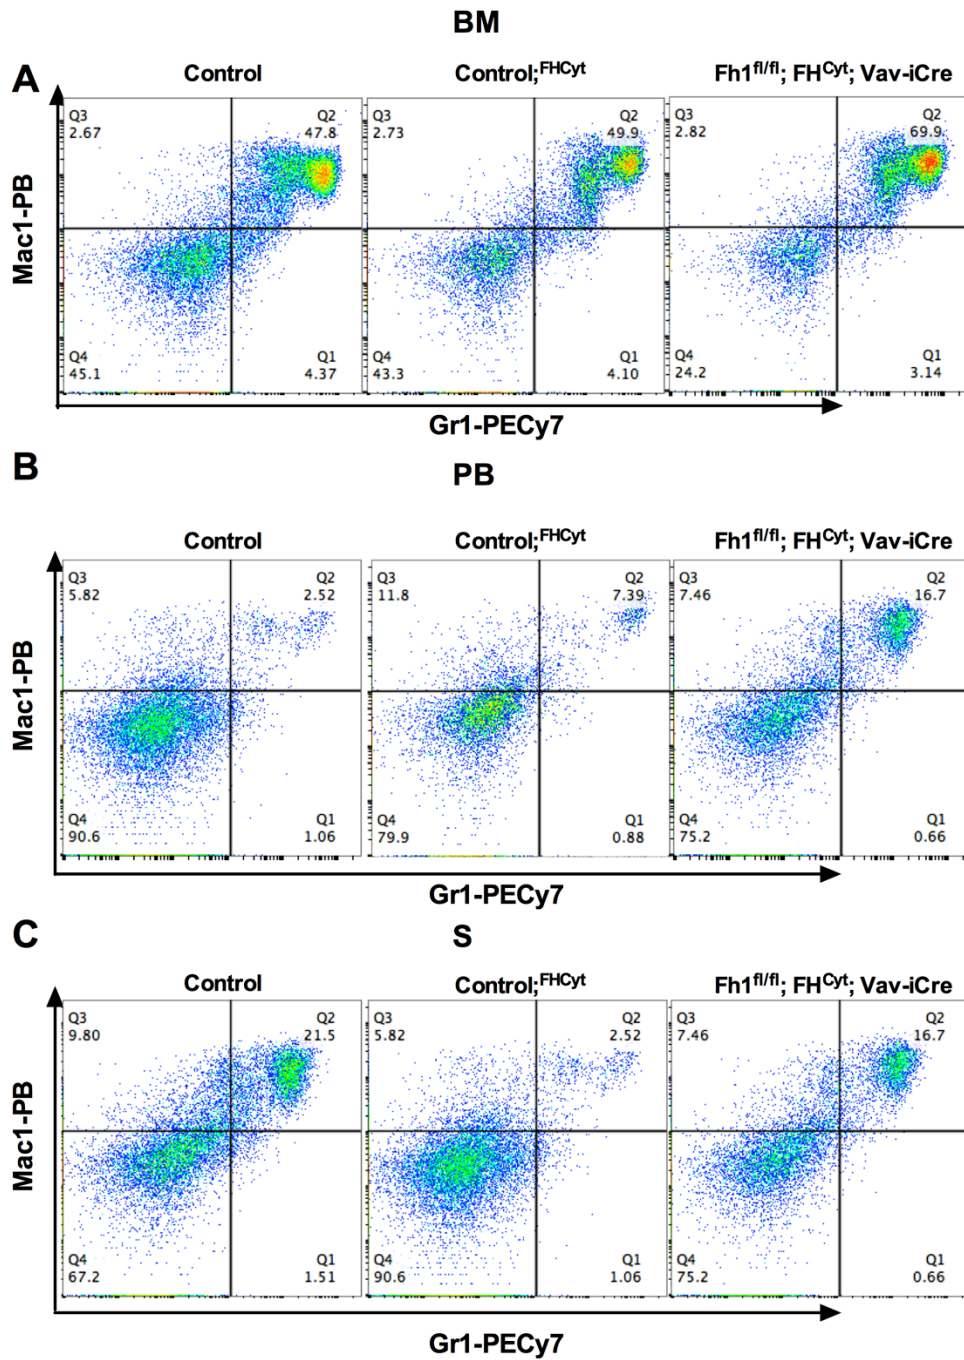 BM
A
Control Control;FHCyt Fh1fl/fl; FHCyt; Vav-iCre
Q3 Q2 Q3 Q2 Q3 Q2
2.67 47.8 2.73 49.9 2.82 69.9
Mac1-PB
Q4 Q1 Q4 Q1 Q4 Q1
45.1 4.37 43.3 4.10 24.2 3.14
Gr1-PECy7
B
PB
Control Control;FHCyt Fh1fl/fl; FHCyt; Vav-iCre
Q3 Q2 Q3 Q2 Q3 Q2
5.82 2.52 11.8 7.39 7.46 16.7
Mac1-PB
Q4 Q1 Q4 Q1 Q4 Q1
90.6 1.06 79.9 0.88 75.2 0.66
Gr1-PECy7
C
S
Control Control;FHCyt Fh1fl/fl; FHCyt; Vav-iCre
Q3 Q2 Q3 Q2 Q3 Q2
9.80 21.5 5.82 2.52 7.46 16.7
Mac1-PB
Q4 Q1 Q4 Q1 Q4 Q1
67.2 1.51 90.6 1.06 75.2 0.66
Gr1-PECy7